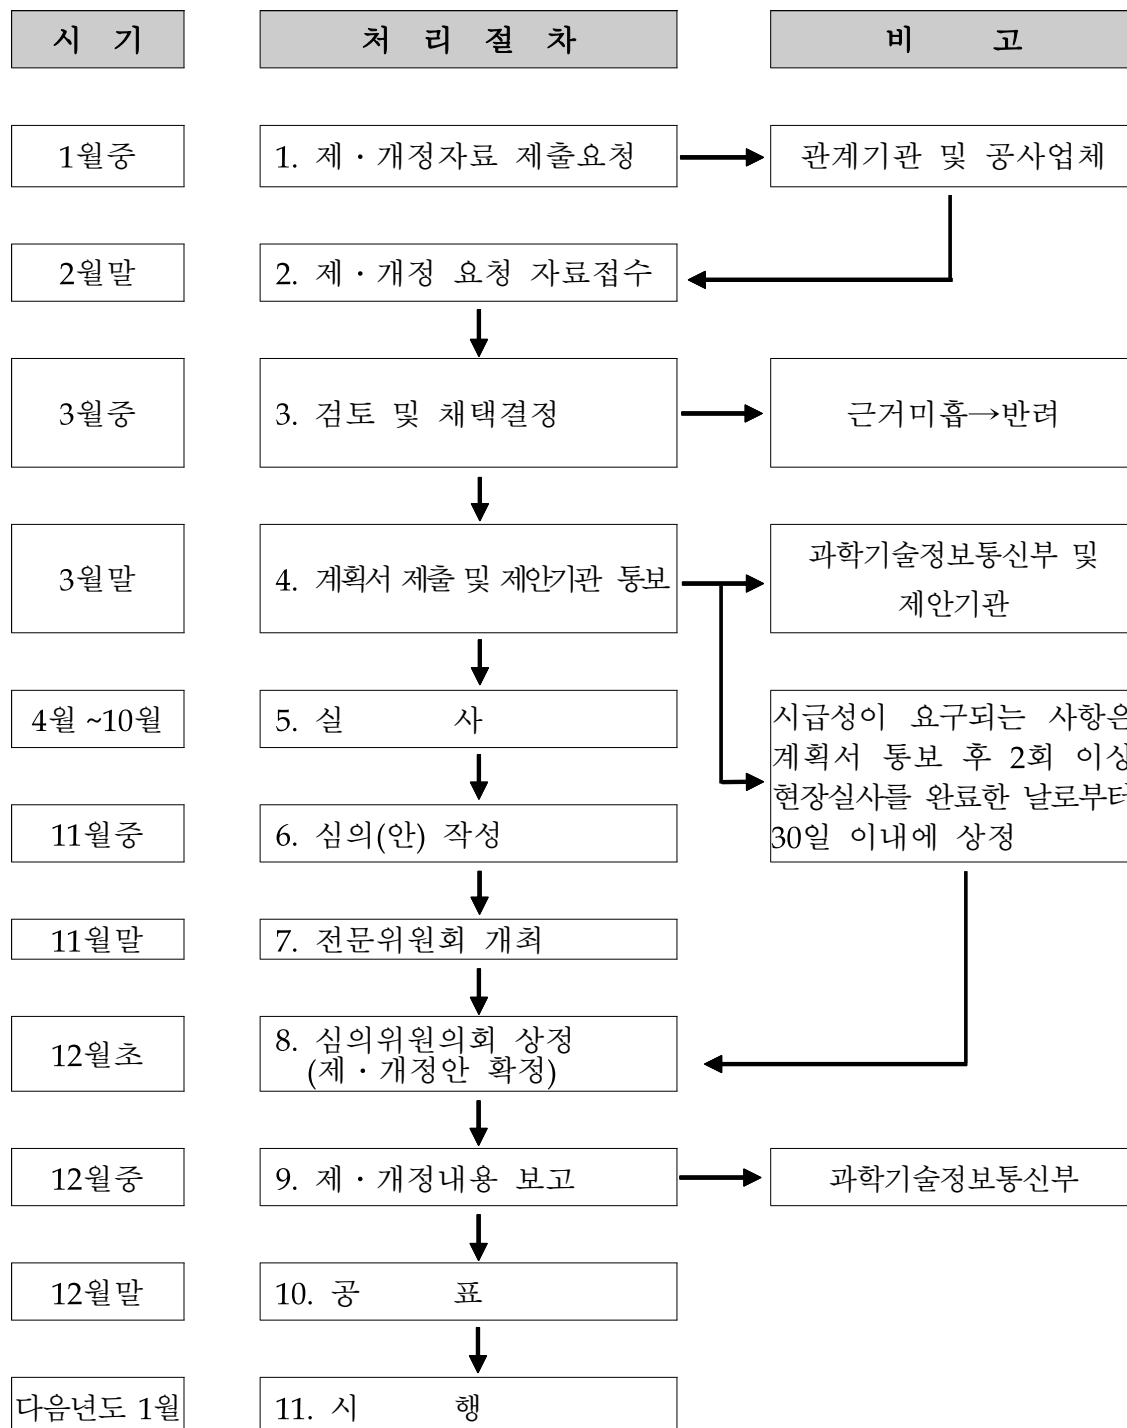 시 기
처 리 절 차
비 고
1월중
1. 제·개정자료 제출요청
관계기관 및 공사업체
2월말
2. 제·개정 요청 자료접수
3월중
3. 검토 및 채택결정
근거미흡→반려
3월말
4. 계획서 제출 및 제안기관 통보
과학기술정보통신부 및
제안기관
4월 ~10월
5. 실 사
시급성이 요구되는 사항은
계획서 통보 후 2회 이상
현장실사를 완료한 날로부터
30일 이내에 상정
11월중
6. 심의(안) 작성
11월말
7. 전문위원회 개최
12월초
8. 심의위원의회 상정
(제·개정안 확정)
12월중
9. 제·개정내용 보고
과학기술정보통신부
12월말
10. 공 표
다음년도 1월
11. 시 행